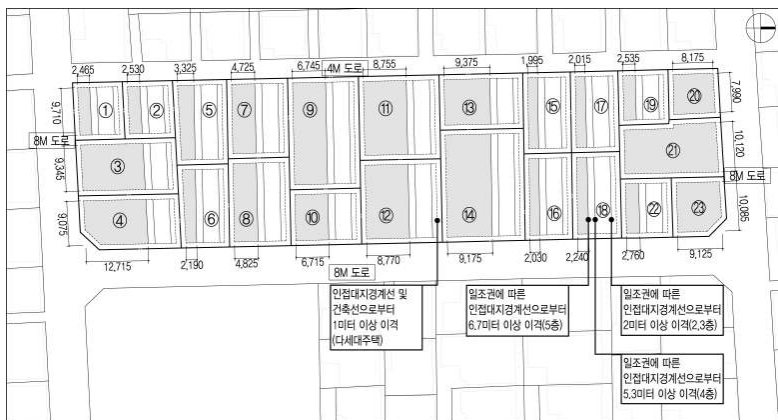 2,465
2,530
3,325
4,725
6,745
4M 도로
8,755
9,375
1,995
2,015
2,535
8,175
9,710
①
②
⑤
⑦
⑨
⑪
⑬
⑮
⑰
⑲
⑳
7,990
8M 도로
③
9,345
㉑
10,120
8M 도로
④
9,075
⑥
⑧
⑩
⑫
⑭
⑯
⑱
㉒
㉓
10,085
12,715
2,190
4,825
6,715
8,770
9,175
2,030
2,240
2,760
9,125
8M 도로
인접대지경계선 및
건축선으로부터
1미터 이상 이격
(다세대주택)
일조권에 따른
인접대지경계선으로부터
6.7미터 이상 이격(5층)
일조권에 따른
인접대지경계선으로부터
2미터 이상 이격(2,3층)
일조권에 따른
인접대지경계선으로부터
5.3미터 이상 이격(4층)